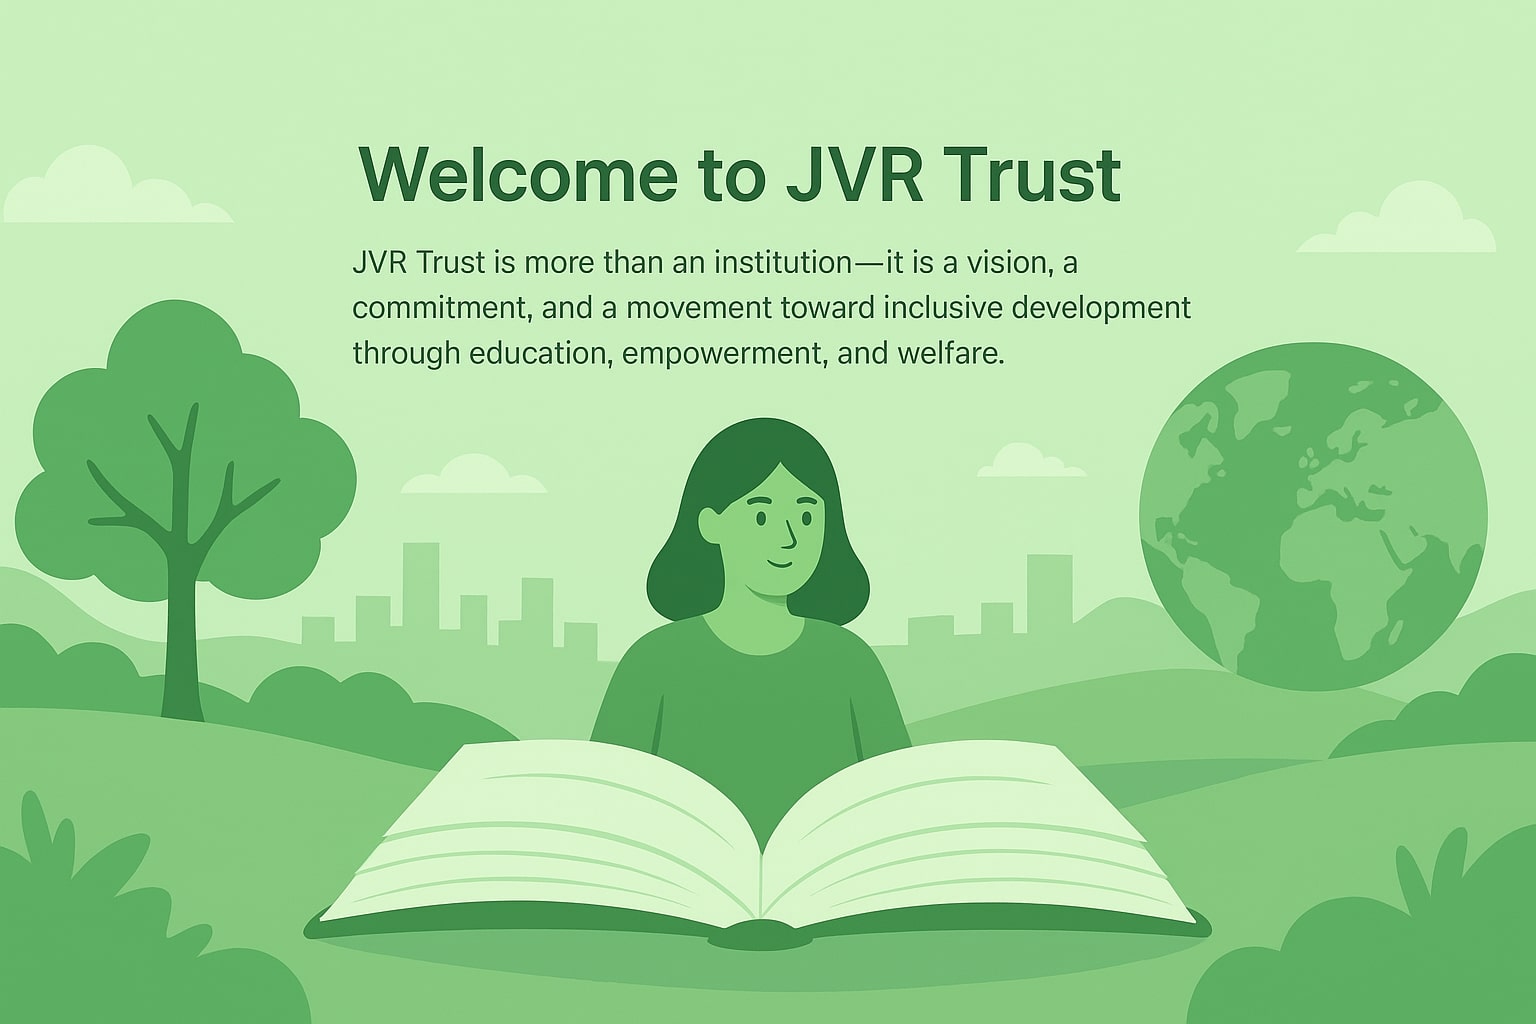 Welcome to JVR Trust
JVR Trust is more than an institution—it is a vision, a
commitment, and a movement toward inclusive development
through education, empowerment, and welfare.